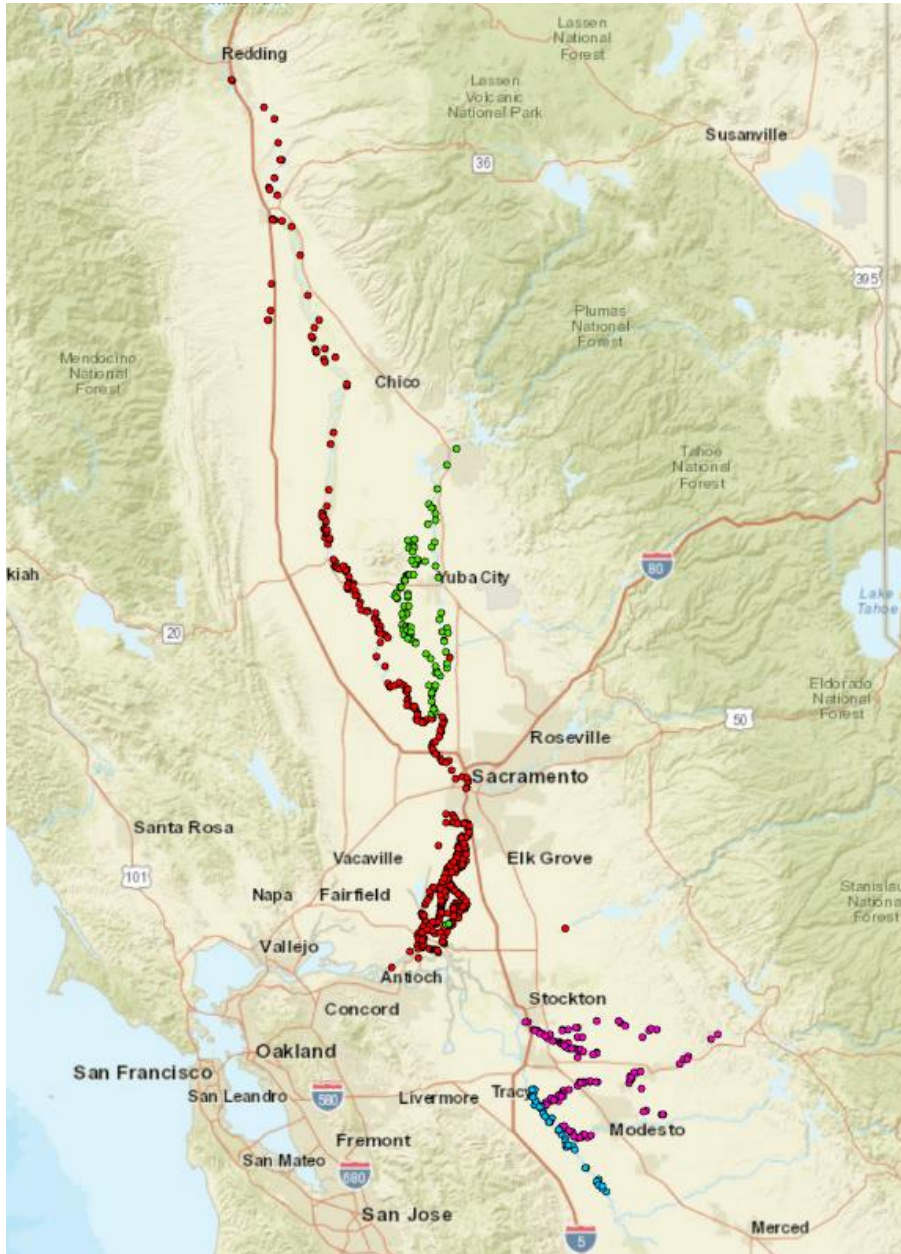 Redding
Lassen
National
Forest
Lassen
Volcanic
National Park
Susanville
36
395
Plumas
National
Forest
Mendocino
National
Forest
Chico
Tahoe
National
Forest
80
kiah
Yuba City
Lake
Tahoe
20
Eldorado
National
Forest
50
Roseville
Sacramento
Santa Rosa
Vacaville
Elk Grove
101
Napa
Fairfield
Stanislau
Nation
Forest
Vallejo
Antioch
Stockton
Concord
Oakland
San Francisco
San Leandro
580
Livermore
Tracy
Modesto
Fremont
San Mateo
680
San Jose
Merced
5